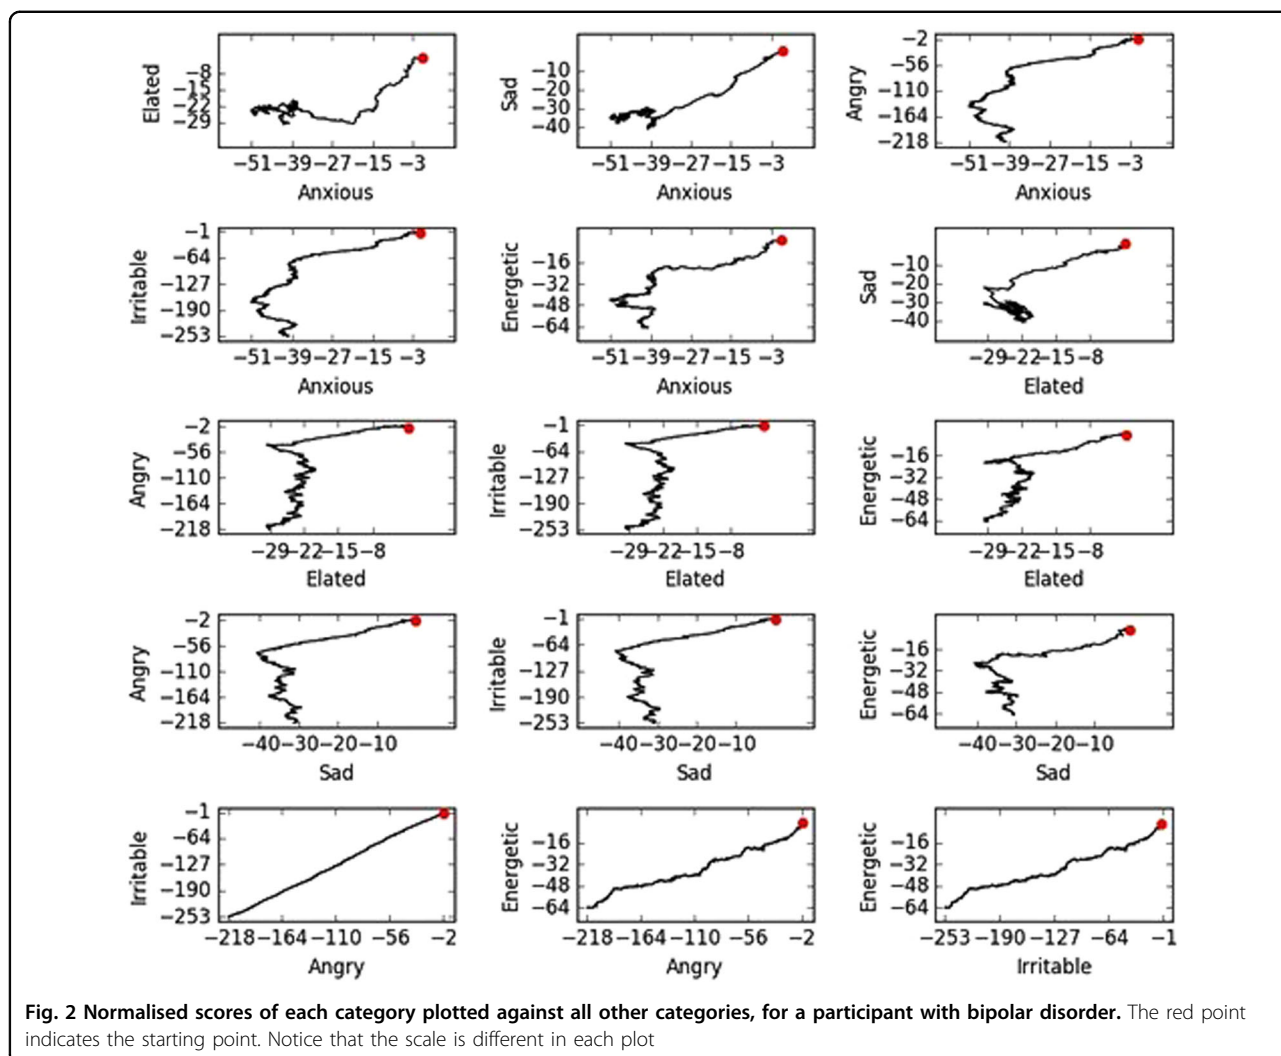 Elated
−8
−15
−22
−29
−51 −39 −27 −15 −3
Anxious
Sad
−10
−20
−30
−40
−51 −39 −27 −15 −3
Anxious
Angry
−2
−56
−110
−164
−218
−51 −39 −27 −15 −3
Anxious
Irritable
−1
−64
−127
−190
−253
−51 −39 −27 −15 −3
Anxious
Energetic
−16
−32
−48
−64
−51 −39 −27 −15 −3
Anxious
Sad
−10
−20
−30
−40
−29 −22 −15 −8
Elated
Angry
−2
−56
−110
−164
−218
−29 −22 −15 −8
Elated
Irritable
−1
−64
−127
−190
−253
−29 −22 −15 −8
Elated
Energetic
−16
−32
−48
−64
−29 −22 −15 −8
Elated
Angry
−2
−56
−110
−164
−218
−40 −30 −20 −10
Sad
Irritable
−1
−64
−127
−190
−253
−40 −30 −20 −10
Sad
Energetic
−16
−32
−48
−64
−40 −30 −20 −10
Sad
Irritable
−1
−64
−127
−190
−253
−218 −164 −110 −56 −2
Angry
Energetic
−16
−32
−48
−64
−218 −164 −110 −56 −2
Angry
Energetic
−16
−32
−48
−64
−253 −190 −127 −64 −1
Irritable
Fig. 2 Normalised scores of each category plotted against all other categories, for a participant with bipolar disorder. The red point
indicates the starting point. Notice that the scale is different in each plot